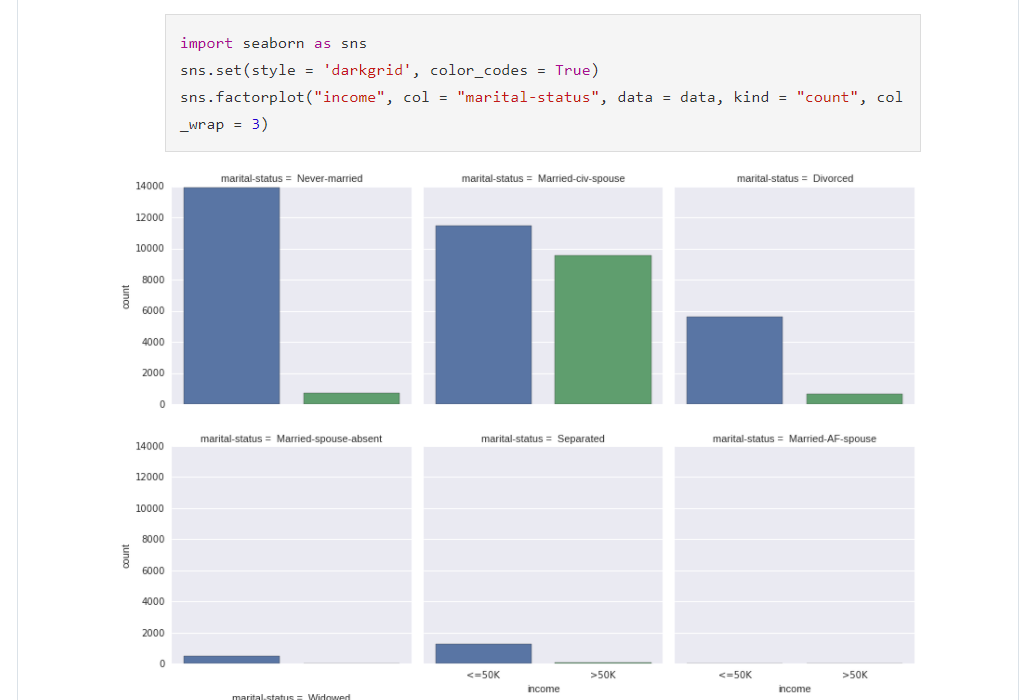 import seaborn as sns
sns.set(style = 'darkgrid', color_codes = True)
sns.factorplot("income", col = "marital-status", data = data, kind = "count", col
_wrap = 3)
marital-status = Never-married
marital-status = Married-civ-spouse
marital-status = Divorced
14000
12000
10000
8000
6000
4000
2000
0
count
marital-status = Married-spouse-absent
marital-status = Separated
marital-status = Married-AF-spouse
14000
12000
10000
8000
6000
4000
2000
0
count
<=50K
>50K
income
<=50K
>50K
income
marital-status = Widowed